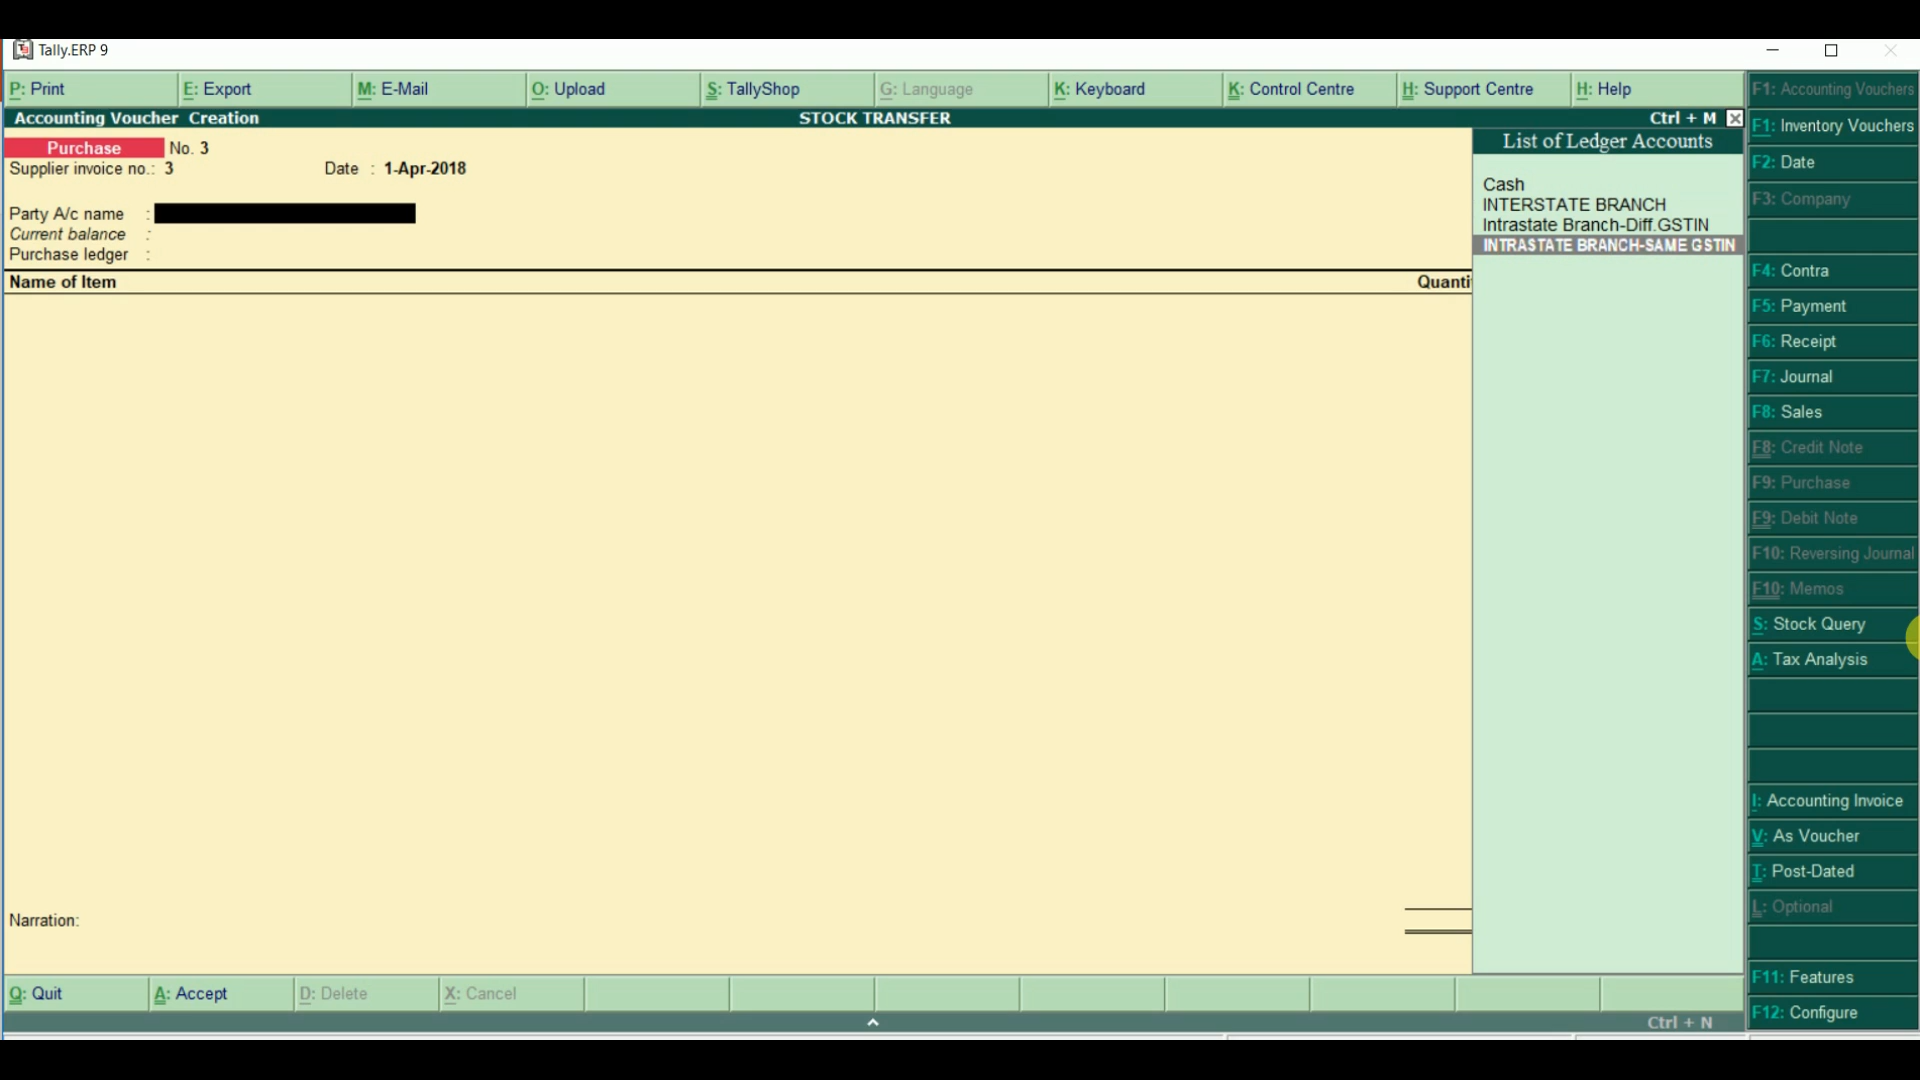 Tally.ERP 9
P: Print E: Export M: E-Mail O: Upload S: TallyShop G: Language K: Keyboard K: Control Centre H: Support Centre H: Help
Accounting Voucher Creation STOCK TRANSFER Ctrl + M
Purchase No. 3
Supplier invoice no.: 3 Date : 1-Apr-2018
Party A/c name :
Current balance :
Purchase ledger :
Name of Item Quanti
Narration:
List of Ledger Accounts
Cash
INTERSTATE BRANCH
Intrastate Branch-Diff.GSTIN
INTRASTATE BRANCH-SAME GSTIN
F1: Accounting Vouchers
F1: Inventory Vouchers
F2: Date
F3: Company
F4: Contra
F5: Payment
F6: Receipt
F7: Journal
F8: Sales
F8: Credit Note
F9: Purchase
F9: Debit Note
F10: Reversing Journal
F10: Memos
S: Stock Query
A: Tax Analysis
I: Accounting Invoice
V: As Voucher
T: Post-Dated
L: Optional
F11: Features
F12: Configure
Q: Quit A: Accept D: Delete X: Cancel
Ctrl + N